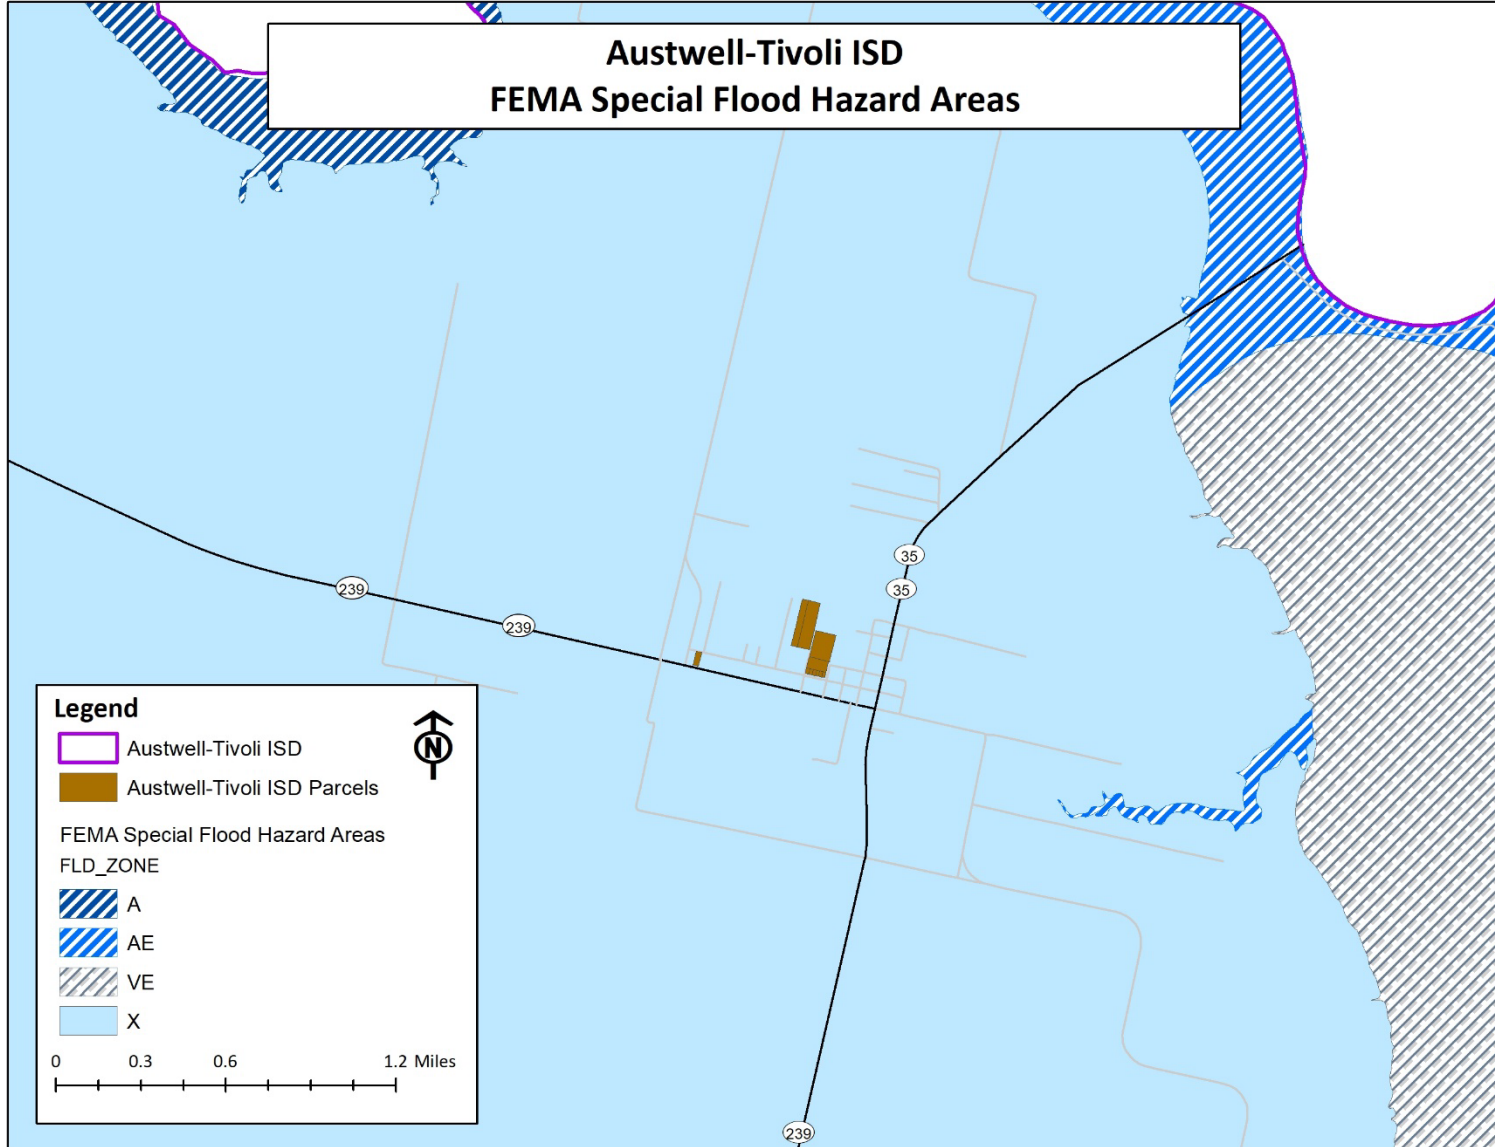 Austwell-Tivoli ISD
FEMA Special Flood Hazard Areas
35
35
239
239
Legend
N
Austwell-Tivoli ISD
Austwell-Tivoli ISD Parcels
FEMA Special Flood Hazard Areas
FLD_ZONE
A
AE
VE
X
0 0.3 0.6 1.2 Miles
239